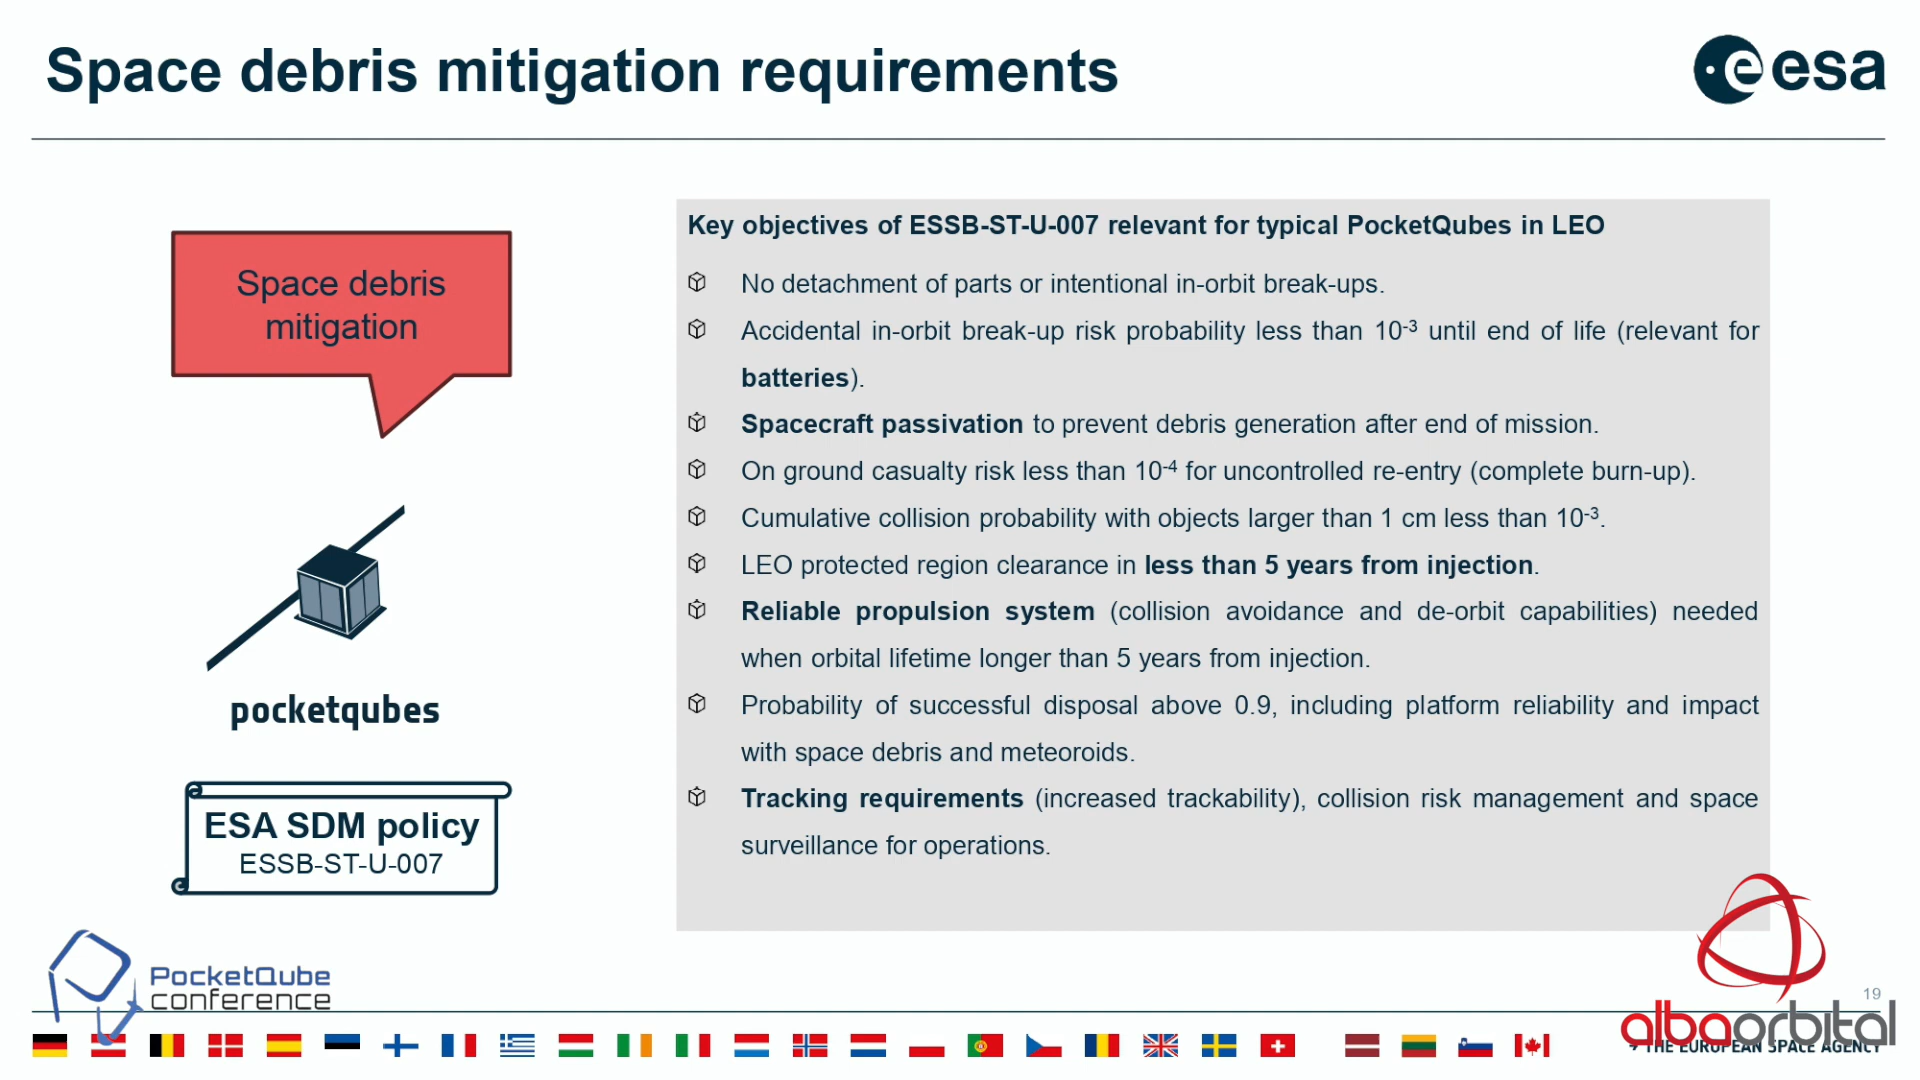 Space debris mitigation requirements
esa
Space debris
mitigation
pocketqubes
ESA SDM policy
ESSB-ST-U-007
Key objectives of ESSB-ST-U-007 relevant for typical PocketQubes in LEO
No detachment of parts or intentional in-orbit break-ups.
Accidental in-orbit break-up risk probability less than 10-3 until end of life (relevant for
batteries).
Spacecraft passivation to prevent debris generation after end of mission.
On ground casualty risk less than 10-4 for uncontrolled re-entry (complete burn-up).
Cumulative collision probability with objects larger than 1 cm less than 10-3.
LEO protected region clearance in less than 5 years from injection.
Reliable propulsion system (collision avoidance and de-orbit capabilities) needed
when orbital lifetime longer than 5 years from injection.
Probability of successful disposal above 0.9, including platform reliability and impact
with space debris and meteoroids.
Tracking requirements (increased trackability), collision risk management and space
surveillance for operations.
PocketQube
conference
19
albaorbital
→ THE EUROPEAN SPACE AGENCY